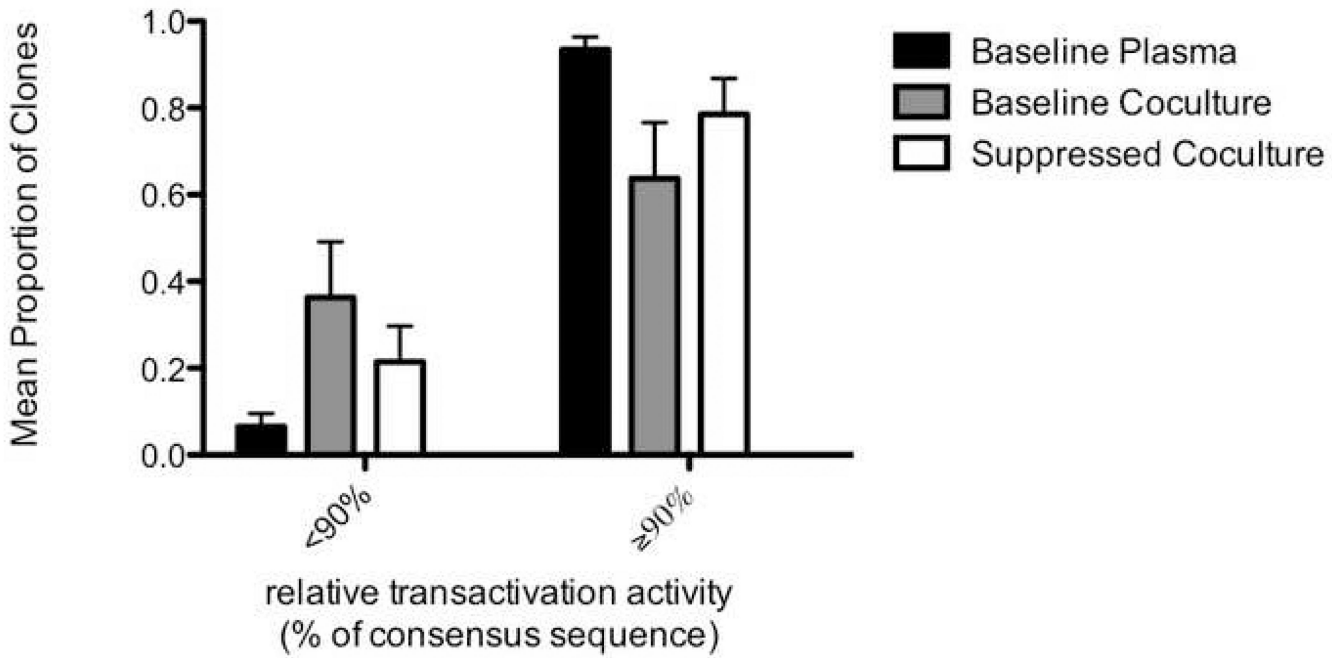 Mean Proportion of Clones
1.0
0.8
0.6
0.4
0.2
0.0
<90%
≥90%
relative transactivation activity
(% of consensus sequence)
Baseline Plasma
Baseline Coculture
Suppressed Coculture